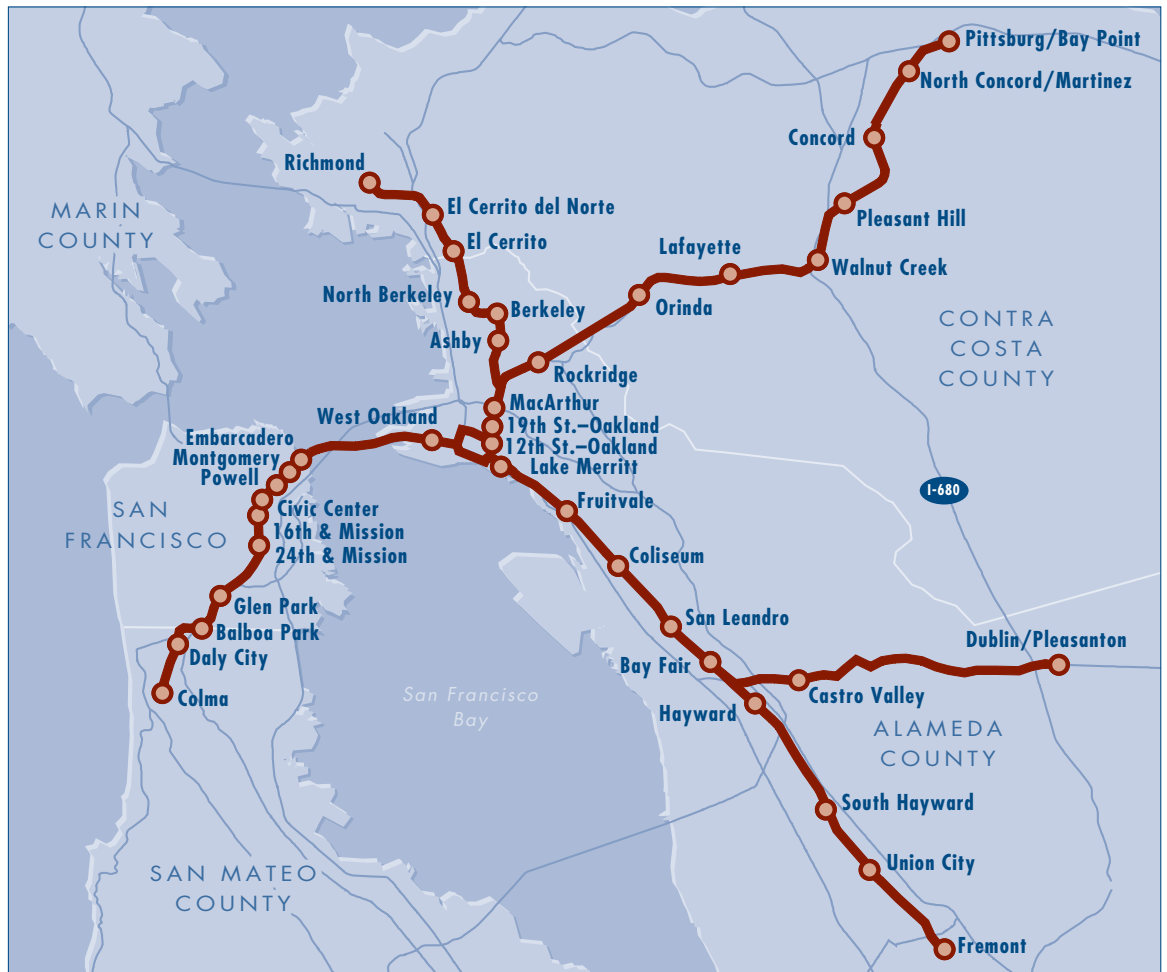 Pittsburg/Bay Point
North Concord/Martinez
Concord
Richmond
Pleasant Hill
El Cerrito del Norte
MARIN
COUNTY
El Cerrito
Lafayette
Walnut Creek
North Berkeley
Berkeley
Orinda
Ashby
CONTRA
COSTA
COUNTY
Rockridge
MacArthur
West Oakland
19th St.–Oakland
Embarcadero
12th St.–Oakland
Montgomery
Lake Merritt
Powell
I-680
Fruitvale
SAN
FRANCISCO
Civic Center
16th & Mission
24th & Mission
Coliseum
Glen Park
San Leandro
Balboa Park
Dublin/Pleasanton
Daly City
Bay Fair
Colma
San Francisco
Bay
Castro Valley
Hayward
ALAMEDA
COUNTY
South Hayward
Union City
SAN MATEO
COUNTY
Fremont